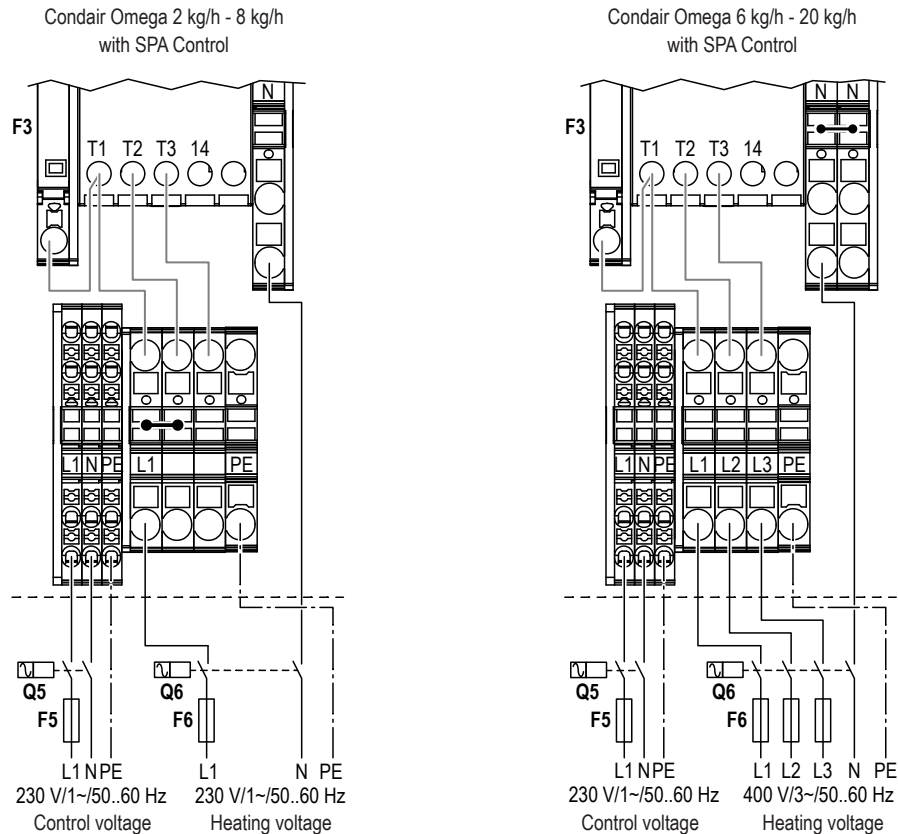 Condair Omega 2 kg/h - 8 kg/h
with SPA Control
N
F3
T1 T2 T3 14
L1 N PE L1 PE
Q5 Q6
F5 F6
L1 N PE L1 N PE
230 V/1~/50..60 Hz 230 V/1~/50..60 Hz
Control voltage Heating voltage
Condair Omega 6 kg/h - 20 kg/h
with SPA Control
N N
F3
T1 T2 T3 14
L1 N PE L1 L2 L3 PE
Q5 Q6
F5 F6
L1 N PE L1 L2 L3 N PE
230 V/1~/50..60 Hz 400 V/3~/50..60 Hz
Control voltage Heating voltage